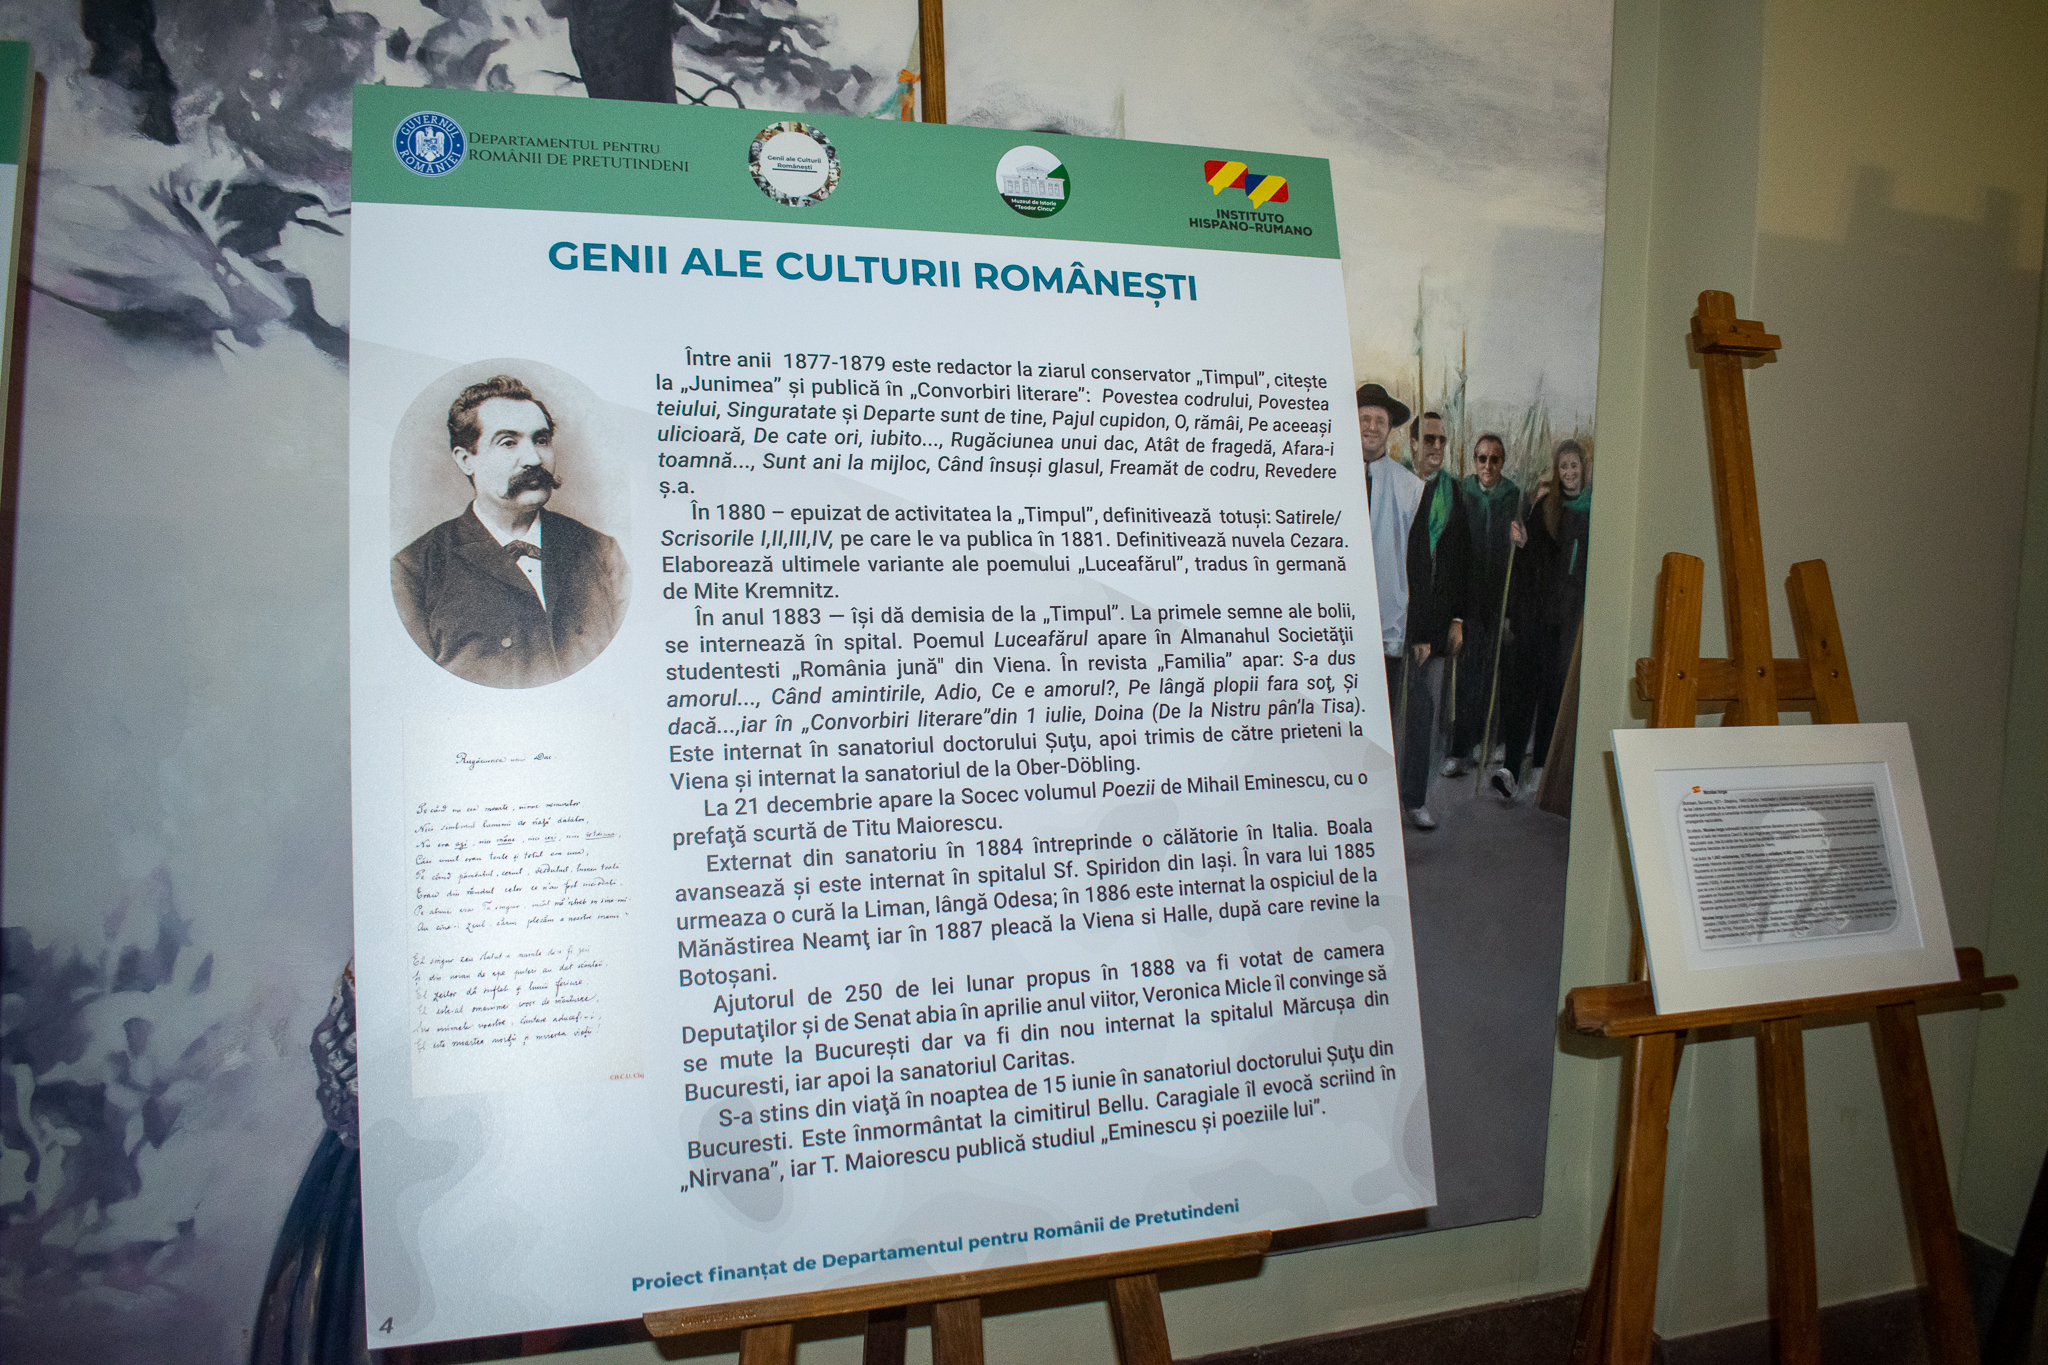 GUVERNUL ROMÂNIEI
DEPARTAMENTUL PENTRU
ROMÂNII DE PRETUTINDENI
Genii ale Culturii
Românești
Muzeul de Istorie
"Teodor Cincu"
INSTITUTO
HISPANO-RUMANO
GENII ALE CULTURII ROMÂNEȘTI
Între anii 1877-1879 este redactor la ziarul conservator „Timpul”, citește
la „Junimea” și publică în „Convorbiri literare”: Povestea codrului, Povestea
teiului, Singuratate și Departe sunt de tine, Pajul cupidon, O, rămâi, Pe aceeași
ulicioară, De cate ori, iubito..., Rugăciunea unui dac, Atât de fragedă, Afara-i
toamnă..., Sunt ani la mijloc, Când însuși glasul, Freamăt de codru, Revedere
ș.a.
În 1880 – epuizat de activitatea la „Timpul”, definitivează totuși: Satirele/
Scrisorile I,II,III,IV, pe care le va publica în 1881. Definitivează nuvela Cezara.
Elaborează ultimele variante ale poemului „Luceafărul”, tradus în germană
de Mite Kremnitz.
În anul 1883 — își dă demisia de la „Timpul”. La primele semne ale bolii,
se internează în spital. Poemul Luceafărul apare în Almanahul Societăţii
studentesti „România jună" din Viena. În revista „Familia” apar: S-a dus
amorul..., Când amintirile, Adio, Ce e amorul?, Pe lângă plopii fara soţ, Și
dacă...,iar în „Convorbiri literare”din 1 iulie, Doina (De la Nistru pân’la Tisa).
Este internat în sanatoriul doctorului Șuţu, apoi trimis de către prieteni la
Viena și internat la sanatoriul de la Ober-Döbling.
La 21 decembrie apare la Socec volumul Poezii de Mihail Eminescu, cu o
prefaţă scurtă de Titu Maiorescu.
Externat din sanatoriu în 1884 întreprinde o călătorie în Italia. Boala
avansează și este internat în spitalul Sf. Spiridon din Iași. În vara lui 1885
urmeaza o cură la Liman, lângă Odesa; în 1886 este internat la ospiciul de la
Mănăstirea Neamţ iar în 1887 pleacă la Viena si Halle, după care revine la
Botoșani.
Ajutorul de 250 de lei lunar propus în 1888 va fi votat de camera
Deputaţilor și de Senat abia în aprilie anul viitor, Veronica Micle îl convinge să
se mute la București dar va fi din nou internat la spitalul Mărcușa din
Bucuresti, iar apoi la sanatoriul Caritas.
S-a stins din viaţă în noaptea de 15 iunie în sanatoriul doctorului Șuţu din
Bucuresti. Este înmormântat la cimitirul Bellu. Caragiale îl evocă scriind în
„Nirvana”, iar T. Maiorescu publică studiul „Eminescu și poeziile lui”.
Rugăciunea unui Dac
©B.C.U. Cluj
Proiect finanțat de Departamentul pentru Românii de Pretutindeni
4
Nicolae Iorga